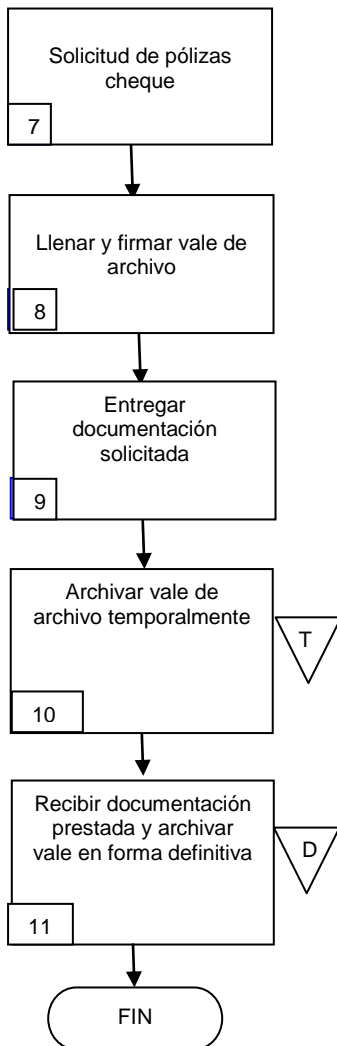 Solicitud de pólizas
cheque
7
Llenar y firmar vale de
archivo
8
Entregar
documentación
solicitada
9
Archivar vale de
archivo temporalmente
T
10
Recibir documentación
prestada y archivar
vale en forma definitiva
D
11
FIN